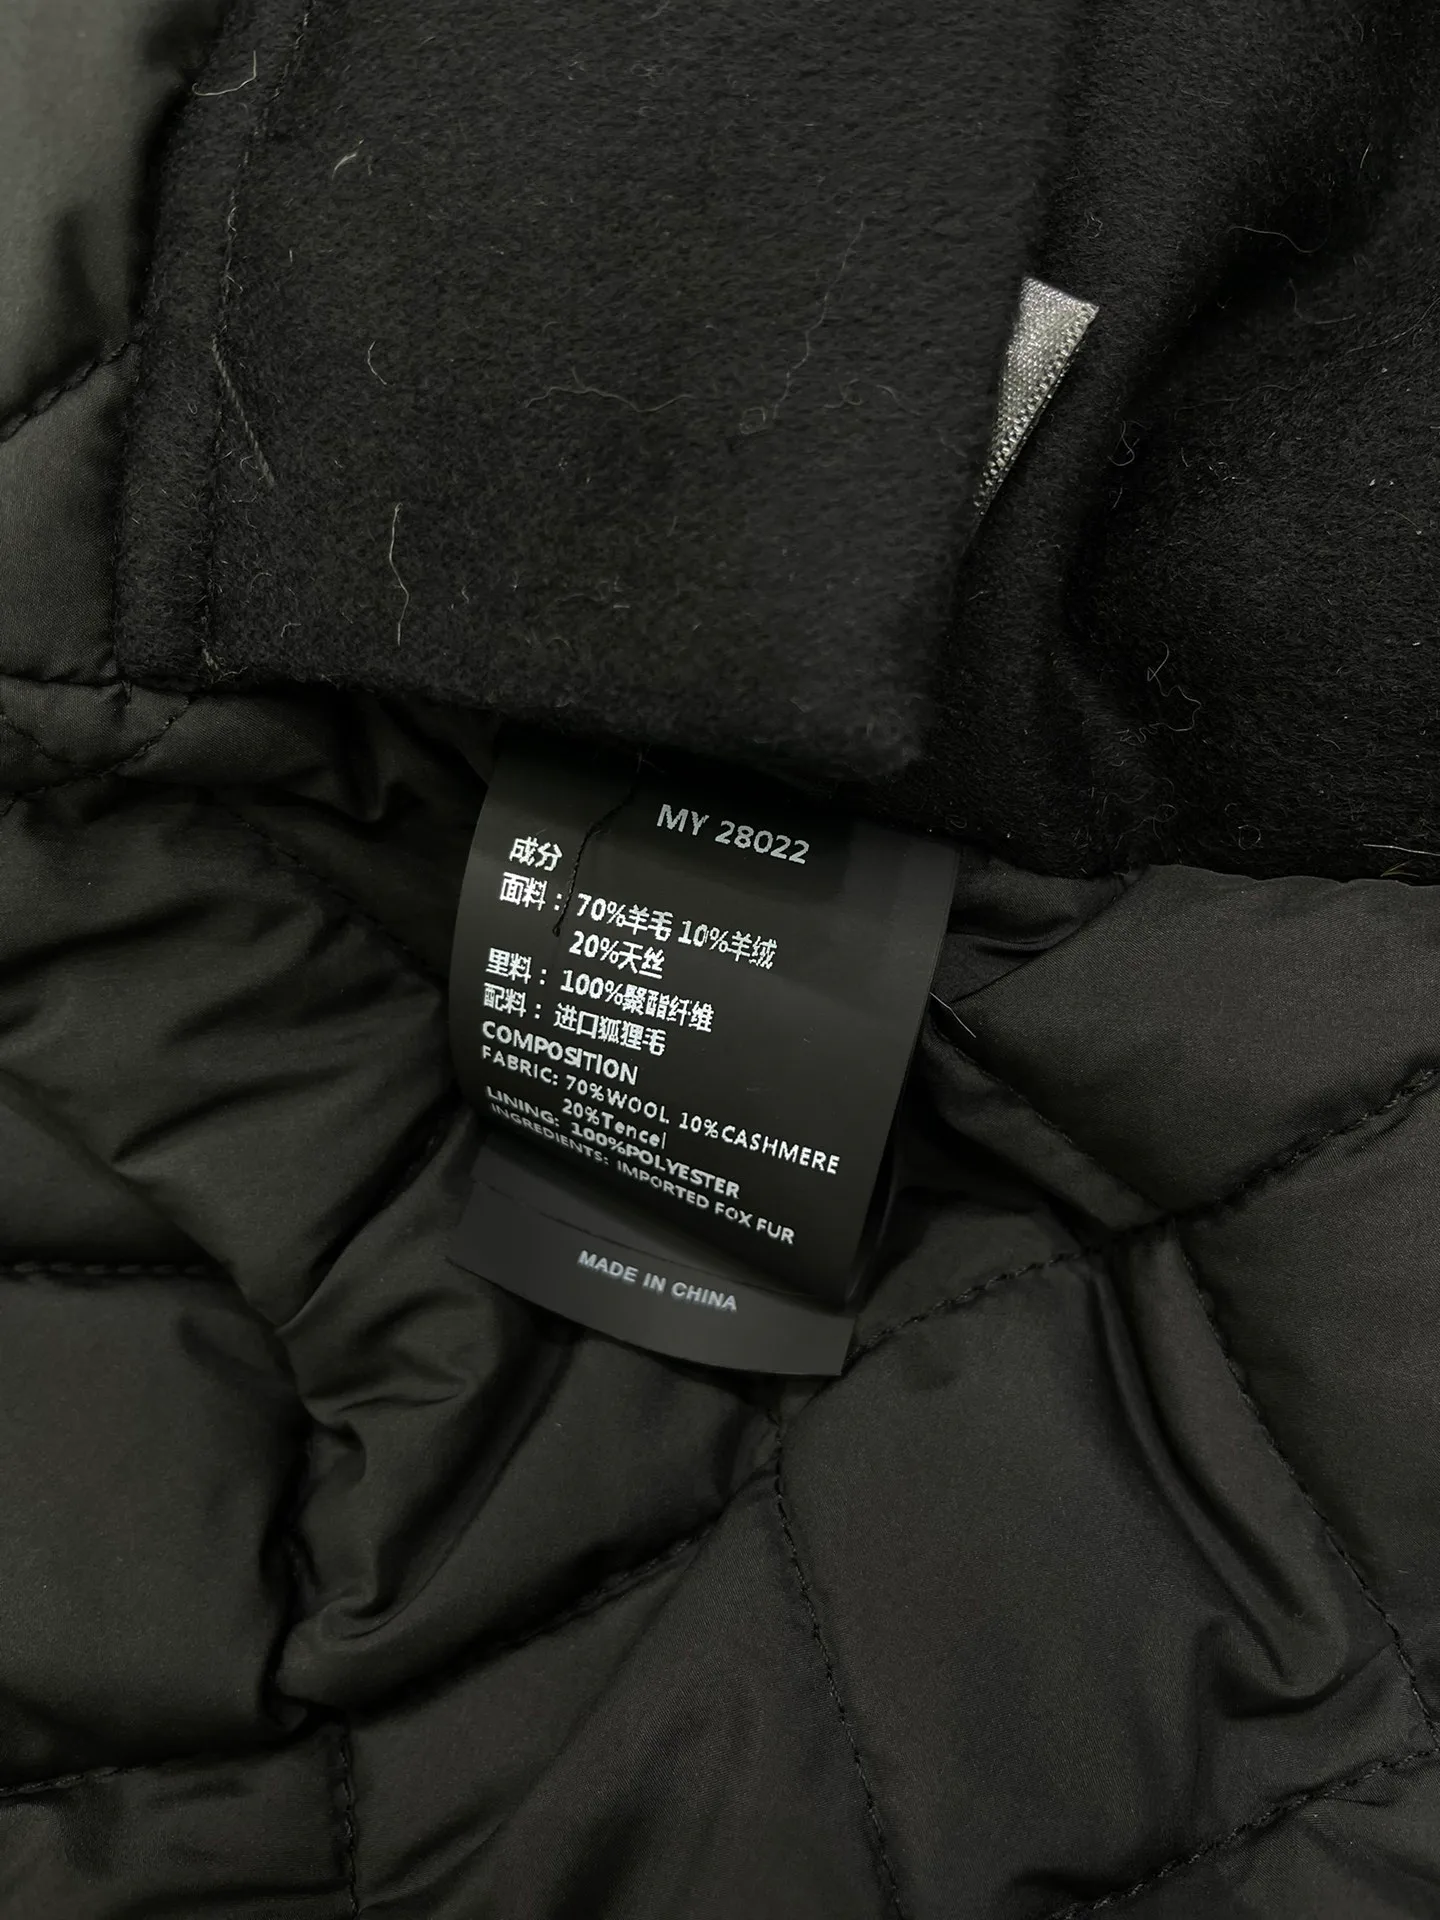 MY 28022
成分
面料：70%羊毛 10%羊绒
20%天丝
里料：100%聚酯纤维
配料：进口狐狸毛
COMPOSITION
FABRIC: 70%WOOL 10%CASHMERE
20%Tencel
LINING: 100%POLYESTER
INGREDIENTS: IMPORTED FOX FUR
MADE IN CHINA